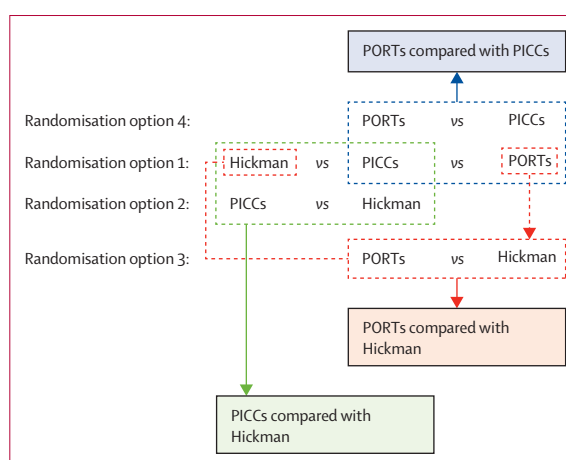 PORTs compared with PICCs
Randomisation option 4: PORTs vs PICCs
Randomisation option 1: Hickman vs PICCs vs PORTs
Randomisation option 2: PICCs vs Hickman
Randomisation option 3: PORTs vs Hickman
PORTs compared with
Hickman
PICCs compared with
Hickman